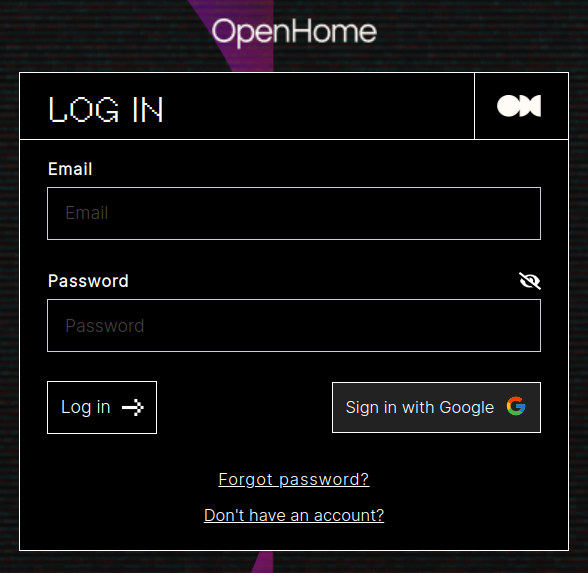 OpenHome
LOG IN
Email
Email
Password
Password
Log in
Sign in with Google
Forgot password?
Don't have an account?